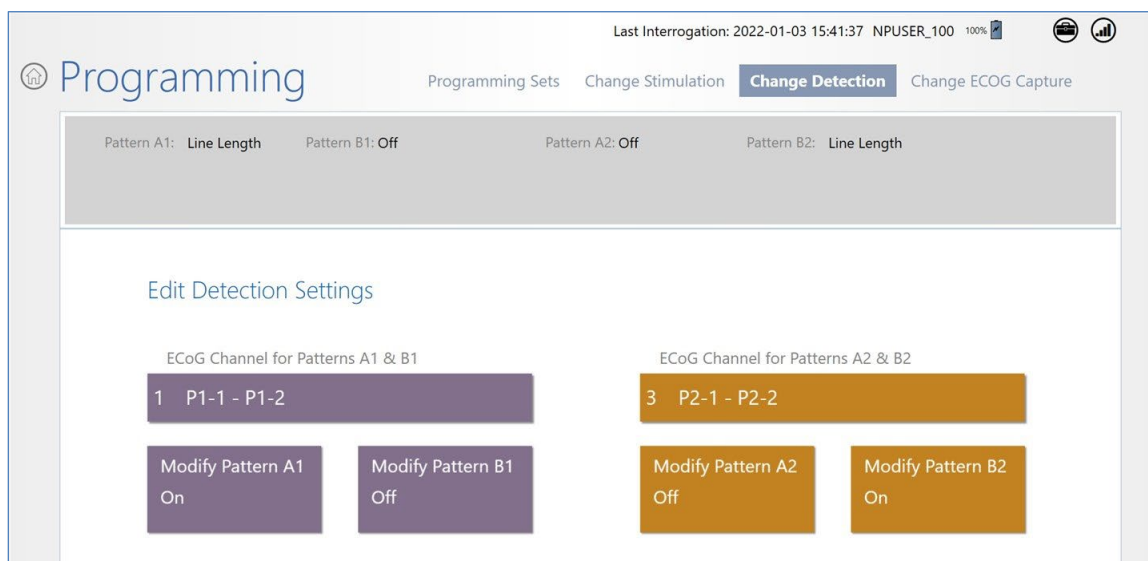 Last Interrogation: 2022-01-03 15:41:37 NPUSER_100 100%
Programming
Programming Sets Change Stimulation Change Detection Change ECOG Capture
Pattern A1: Line Length Pattern B1: Off Pattern A2: Off Pattern B2: Line Length
Edit Detection Settings
ECoG Channel for Patterns A1 & B1 ECoG Channel for Patterns A2 & B2
1 P1-1 - P1-2 3 P2-1 - P2-2
Modify Pattern A1 Modify Pattern B1 Modify Pattern A2 Modify Pattern B2
On Off Off On